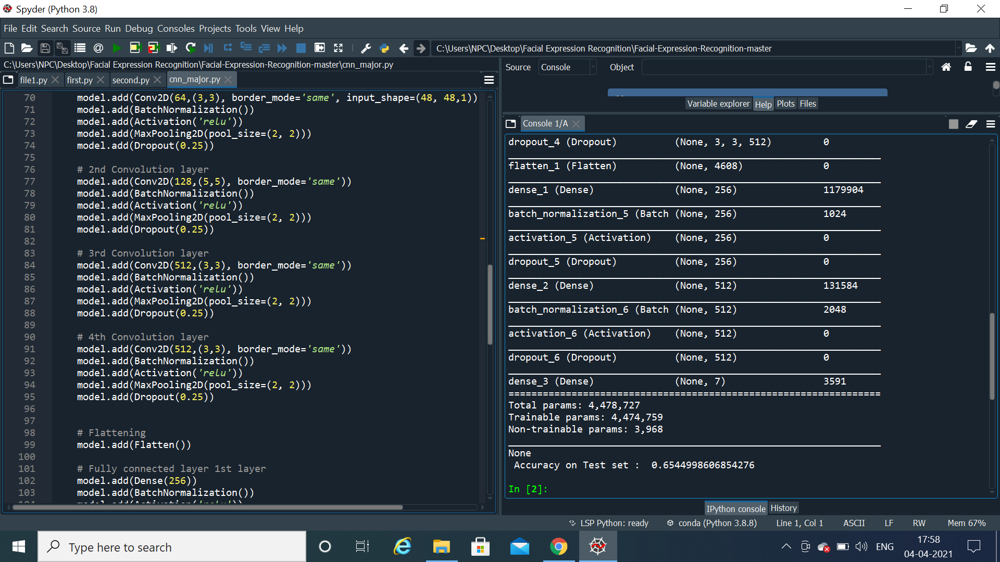 Spyder (Python 3.8)
File Edit Search Source Run Debug Consoles Projects Tools View Help
C:\Users\NPC\Desktop\Facial Expression Recognition\Facial-Expression-Recognition-master
C:\Users\NPC\Desktop\Facial Expression Recognition\Facial-Expression-Recognition-master\cnn_major.py
file1.py first.py second.py cnn_major.py
70 model.add(Conv2D(64,(3,3), border_mode='same', input_shape=(48, 48,1))
71 model.add(BatchNormalization())
72 model.add(Activation('relu'))
73 model.add(MaxPooling2D(pool_size=(2, 2)))
74 model.add(Dropout(0.25))
75
76 # 2nd Convolution layer
77 model.add(Conv2D(128,(5,5), border_mode='same'))
78 model.add(BatchNormalization())
79 model.add(Activation('relu'))
80 model.add(MaxPooling2D(pool_size=(2, 2)))
81 model.add(Dropout(0.25))
82
83 # 3rd Convolution layer
84 model.add(Conv2D(512,(3,3), border_mode='same'))
85 model.add(BatchNormalization())
86 model.add(Activation('relu'))
87 model.add(MaxPooling2D(pool_size=(2, 2)))
88 model.add(Dropout(0.25))
89
90 # 4th Convolution layer
91 model.add(Conv2D(512,(3,3), border_mode='same'))
92 model.add(BatchNormalization())
93 model.add(Activation('relu'))
94 model.add(MaxPooling2D(pool_size=(2, 2)))
95 model.add(Dropout(0.25))
96
97
98 # Flattening
99 model.add(Flatten())
100
101 # Fully connected layer 1st layer
102 model.add(Dense(256))
103 model.add(BatchNormalization())
Source Console Object
Variable explorer Help Plots Files
Console 1/A
dropout_4 (Dropout) (None, 3, 3, 512) 0
flatten_1 (Flatten) (None, 4608) 0
dense_1 (Dense) (None, 256) 1179904
batch_normalization_5 (Batch (None, 256) 1024
activation_5 (Activation) (None, 256) 0
dropout_5 (Dropout) (None, 256) 0
dense_2 (Dense) (None, 512) 131584
batch_normalization_6 (Batch (None, 512) 2048
activation_6 (Activation) (None, 512) 0
dropout_6 (Dropout) (None, 512) 0
dense_3 (Dense) (None, 7) 3591
=================================================================
Total params: 4,478,727
Trainable params: 4,474,759
Non-trainable params: 3,968
None
Accuracy on Test set : 0.6544998606854276
In [2]:
IPython console History
LSP Python: ready conda (Python 3.8.8) Line 1, Col 1 ASCII LF RW Mem 67%
Type here to search
ENG
17:58
04-04-2021